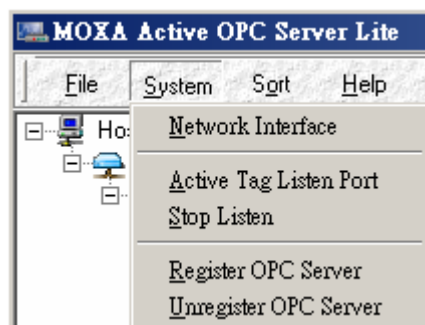 MOXA Active OPC Server Lite
File System Sort Help
Ho
Network Interface
Active Tag Listen Port
Stop Listen
Register OPC Server
Unregister OPC Server